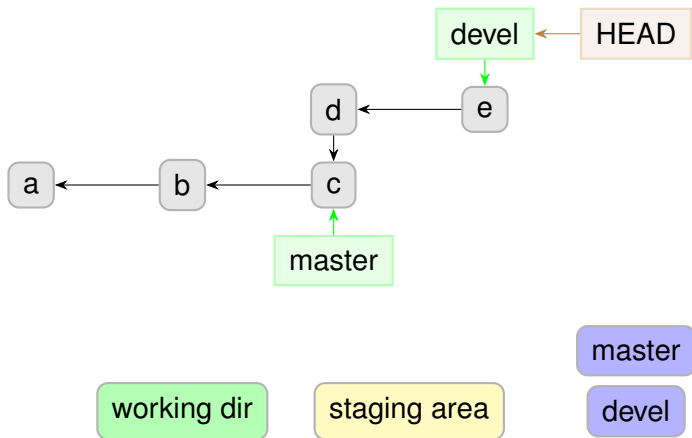 devel
HEAD
d
e
a
b
c
master
master
working dir
staging area
devel